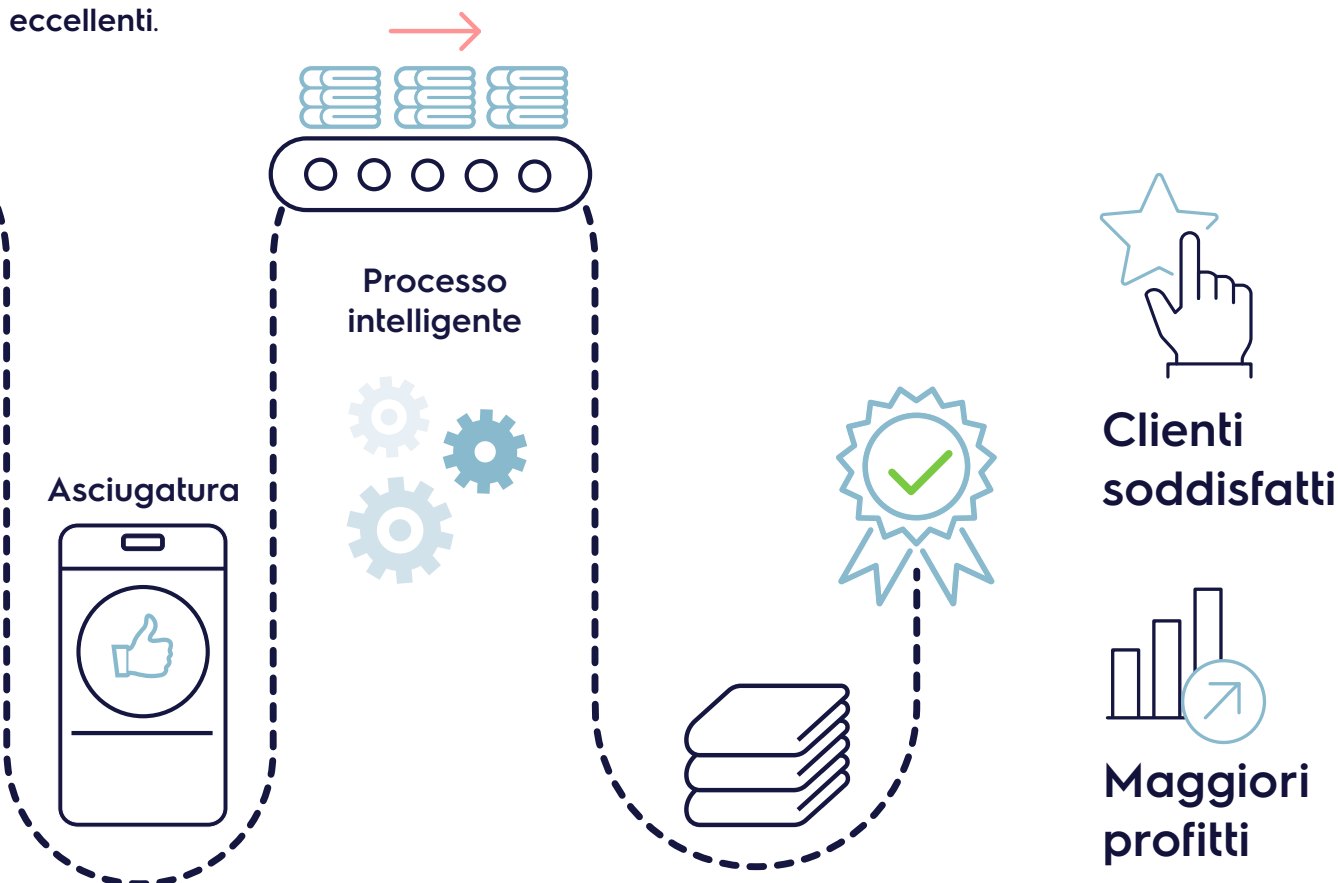 eccellenti.
Processo
intelligente
Asciugatura
Clienti
soddisfatti
Maggiori
profitti